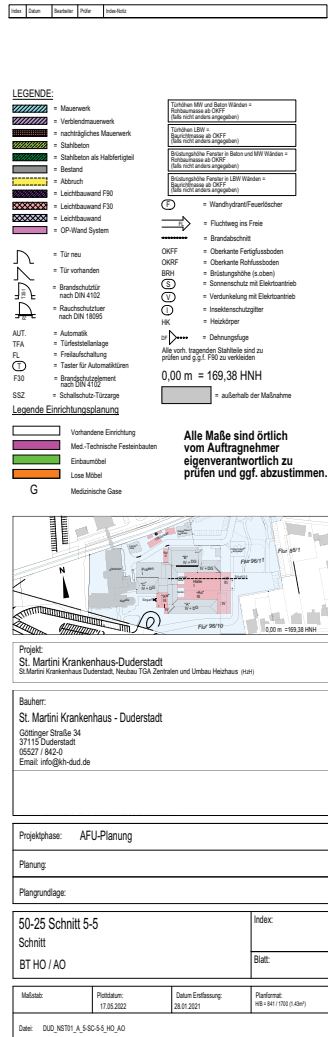 Index Datum Bearbeiter Prüfer Index-Notiz
LEGENDE:
= Mauerwerk
= Verblendmauerwerk
= nachträgliches Mauerwerk
= Stahlbeton
= Stahlbeton als Halbfertigteil
= Bestand
= Abbruch
= Leichtbauwand F90
= Leichtbauwand F30
= Leichtbauwand
= OP-Wand System
= Tür neu
= Tür vorhanden
T30-1
= Brandschutztür
nach DIN 4102
RS
= Rauchschutztuer
nach DIN 18095
AUT. = Automatik
TFA = Türfeststellanlage
FL = Freilaufschaltung
T = Taster für Automatiktüren
F30 = Brandschutzelement
nach DIN 4102
SSZ = Schallschutz-Türzarge
Türhöhen MW und Beton Wänden =
Rohbaumasse ab OKFF
(falls nicht anders angegeben)
Türhöhen LBW =
Baurichtmasse ab OKFF
(falls nicht anders angegeben)
Brüstungshöhe Fenster in Beton und MW Wänden =
Rohbaumasse ab OKRF
(falls nicht anders angegeben)
Brüstungshöhe Fenster in LBW Wänden =
Baurichtmasse ab OKFF
(falls nicht anders angegeben)
F = Wandhydrant/Feuerlöscher
= Fluchtweg ins Freie
= Brandabschnitt
OKFF = Oberkante Fertigfussboden
OKRF = Oberkante Rohfussboden
BRH = Brüstungshöhe (s.oben)
S = Sonnenschutz mit Elektroantrieb
V = Verdunkelung mit Elektroantrieb
I = Insektenschutzgitter
HK = Heizkörper
DF = Dehnungsfuge
Alle vorh. tragenden Stahlteile sind zu
prüfen und g.g.f. F90 zu verkleiden
0,00 m = 169,38 HNH
= außerhalb der Maßnahme
Legende Einrichtungsplanung
Vorhandene Einrichtung
Med.-Technische Festeinbauten
Einbaumöbel
Lose Möbel
G Medizinische Gase
Alle Maße sind örtlich
vom Auftragnehmer
eigenverantwortlich zu
prüfen und ggf. abzustimmen.
N
Flur 96/11
Flur 98/1
Flur 96/10
0,00 m =169,38 HNH
Projekt:
St. Martini Krankenhaus-Duderstadt
St.Martini Krankenhaus Duderstadt, Neubau TGA Zentralen und Umbau Heizhaus (HzH)
Bauherr:
St. Martini Krankenhaus - Duderstadt
Göttinger Straße 34
37115 Duderstadt
05527 / 842-0
Email: info@kh-dud.de
Projektphase: AFU-Planung
Planung:
Plangrundlage:
50-25 Schnitt 5-5
Schnitt
BT HO / AO
Index:
Blatt:
Maßstab:
Plottdatum:
17.05.2022
Datum Erstfassung:
28.01.2021
Planformat:
H/B = 841 / 1700 (1.43m²)
Datei: DUD_NST01_A_5-SC-5-5_HO_AO